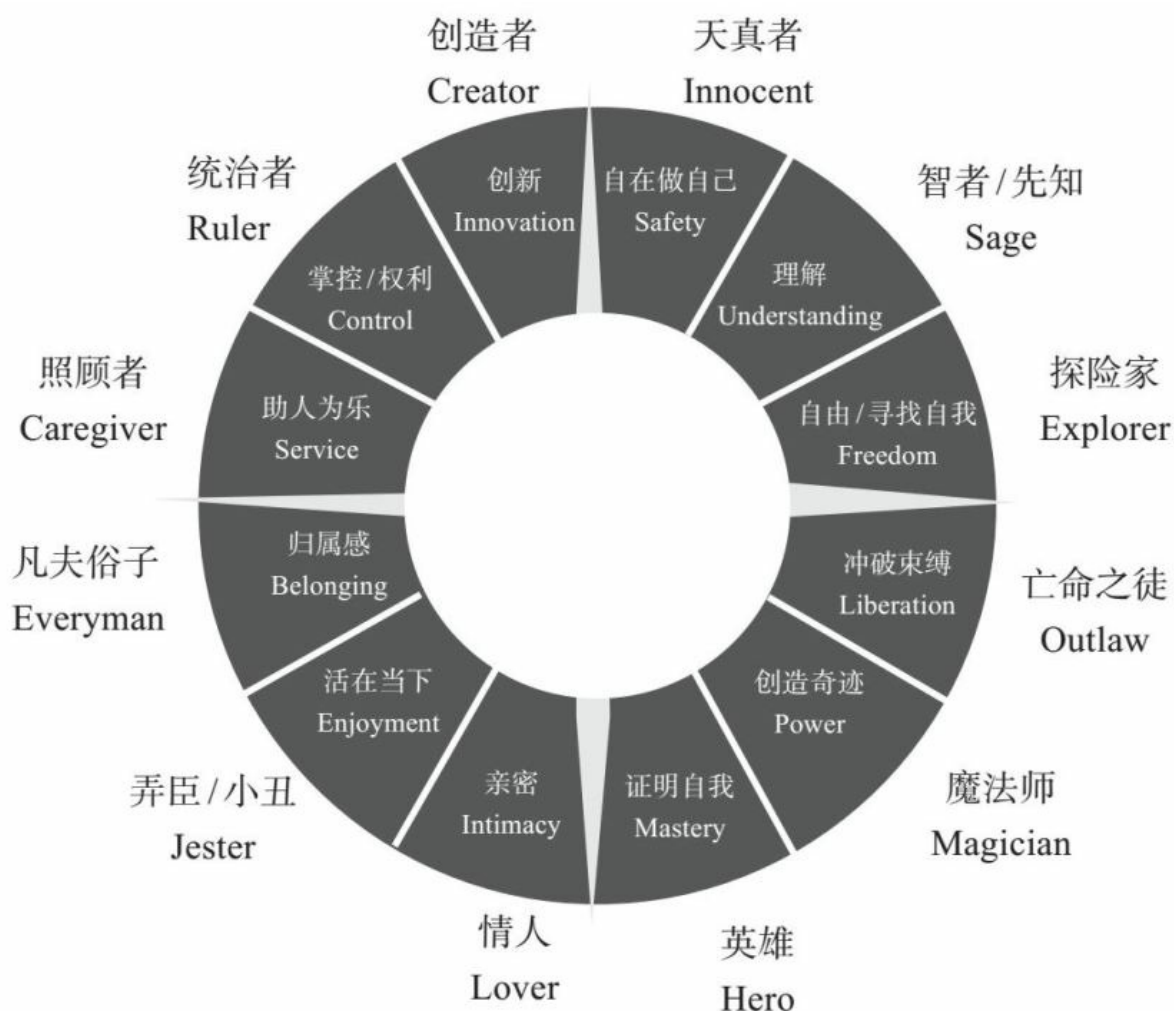 创造者
Creator
天真者
Innocent
智者/先知
Sage
探险家
Explorer
亡命之徒
Outlaw
魔法师
Magician
英雄
Hero
情人
Lover
弄臣/小丑
Jester
凡夫俗子
Everyman
照顾者
Caregiver
统治者
Ruler
创新
Innovation
自在做自己
Safety
理解
Understanding
自由/寻找自我
Freedom
冲破束缚
Liberation
创造奇迹
Power
证明自我
Mastery
亲密
Intimacy
活在当下
Enjoyment
归属感
Belonging
助人为乐
Service
掌控/权利
Control